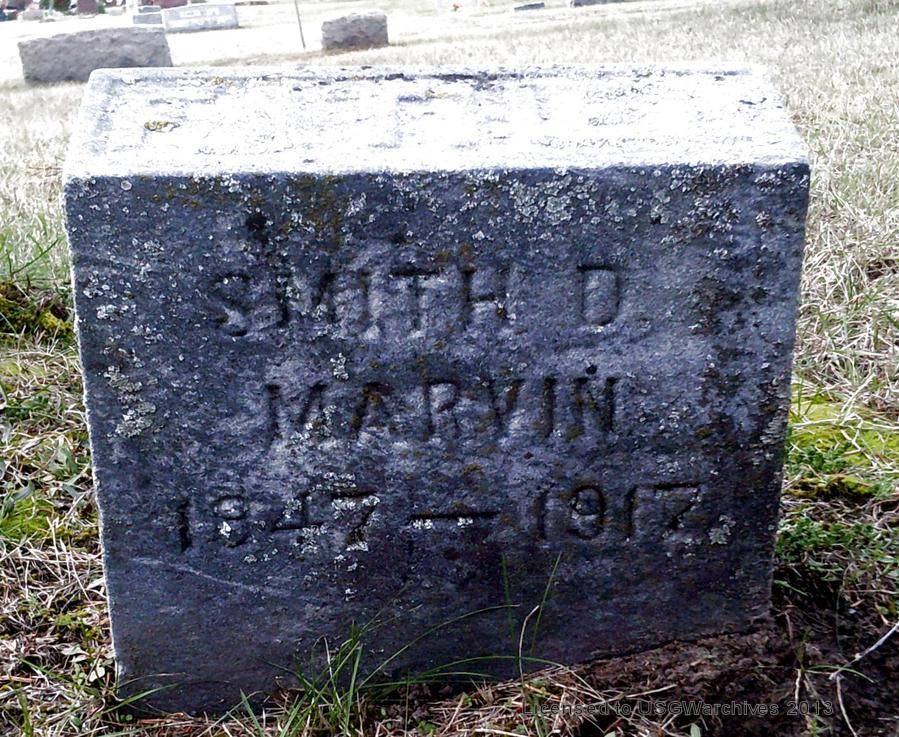 SMITH D.
MARVIN
1847 — 1917
Licensed to USGWarchives 2013